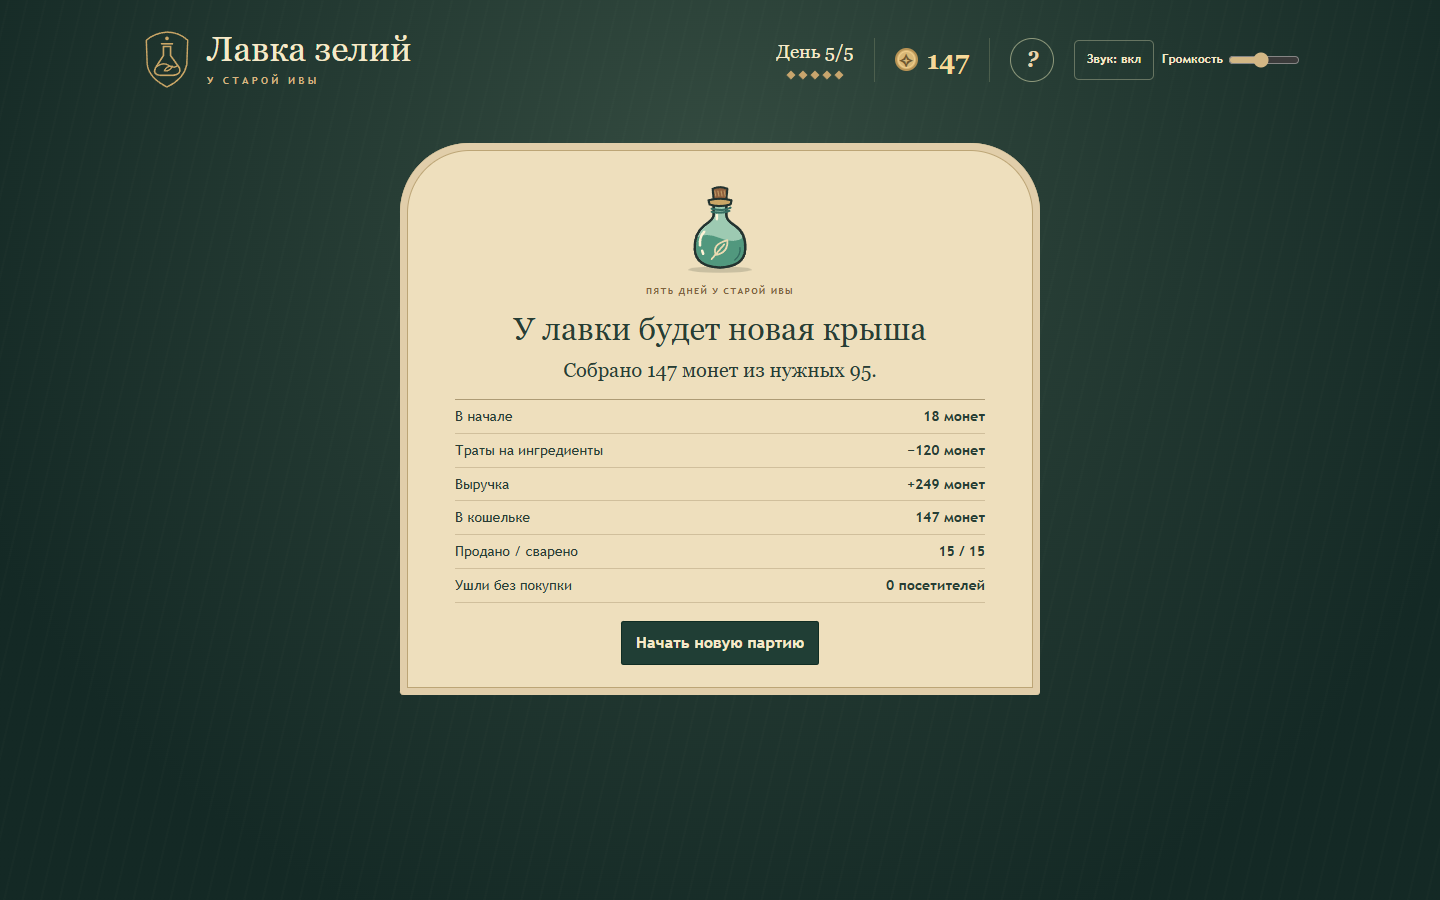 Лавка зелий
У СТАРОЙ ИВЫ
День 5/5
147
?
Звук: вкл
Громкость
ПЯТЬ ДНЕЙ У СТАРОЙ ИВЫ
У лавки будет новая крыша
Собрано 147 монет из нужных 95.
В начале 18 монет
Траты на ингредиенты −120 монет
Выручка +249 монет
В кошельке 147 монет
Продано / сварено 15 / 15
Ушли без покупки 0 посетителей
Начать новую партию